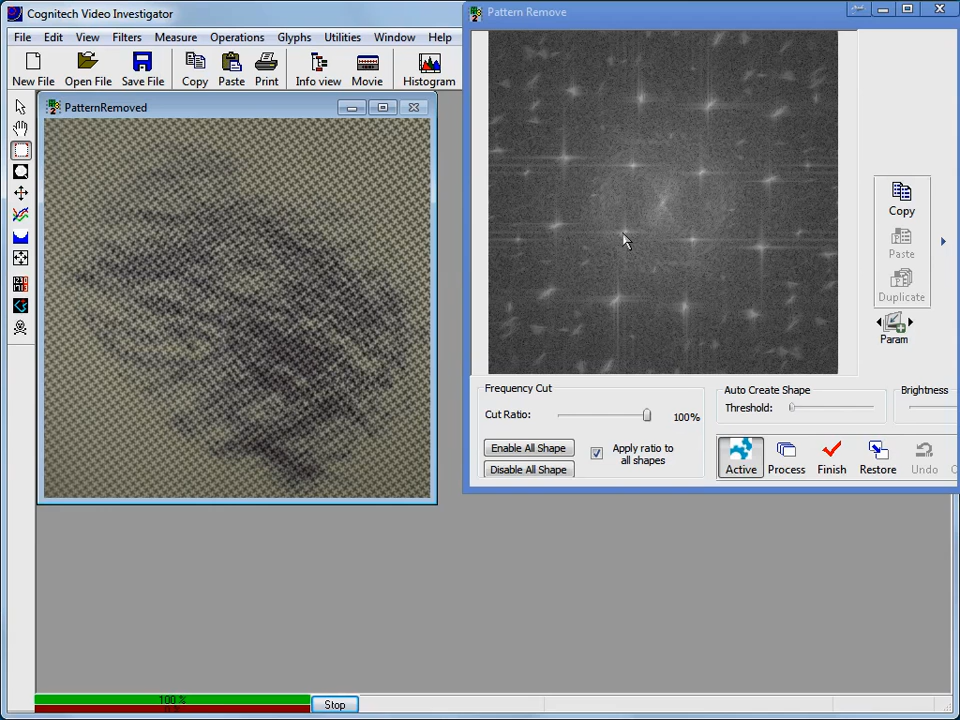 Cognitech Video Investigator
File Edit View Filters Measure Operations Glyphs Utilities Window Help
New File Open File Save File Copy Paste Print Info view Movie Histogram
PatternRemoved
100 %
Stop
Pattern Remove
Copy
Paste
Duplicate
Param
Frequency Cut
Cut Ratio: 100%
Enable All Shape
Disable All Shape
Apply ratio to
all shapes
Auto Create Shape
Threshold:
Brightness
Active Process Finish Restore Undo